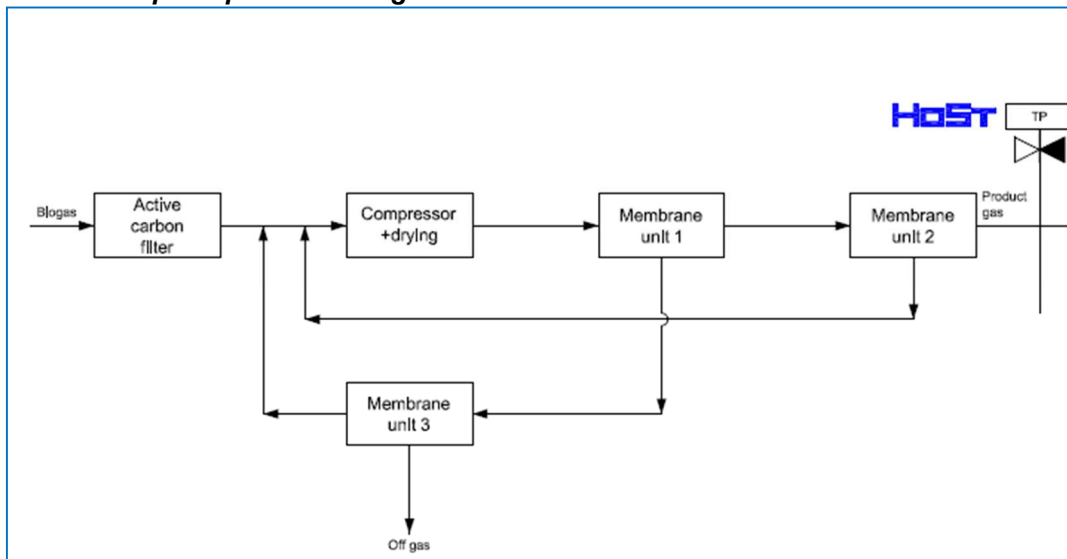 HoSt
TP
Biogas
Active
carbon
filter
Compressor
+drying
Membrane
unit 1
Membrane
unit 2
Product
gas
Membrane
unit 3
Off gas